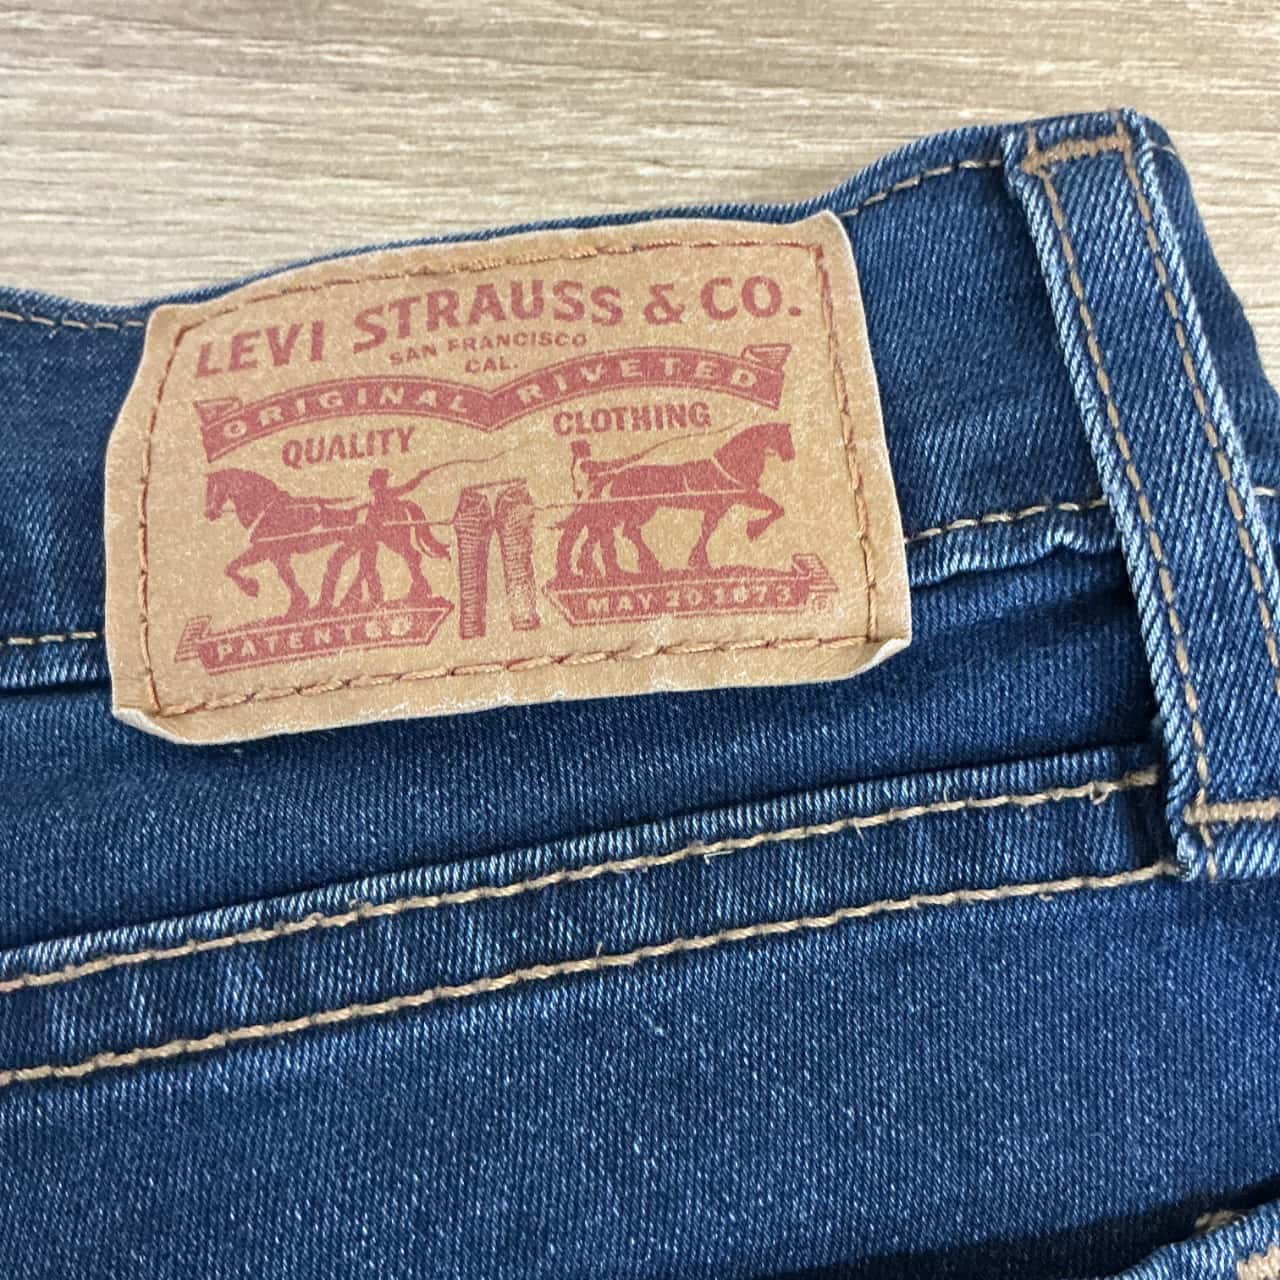 LEVI STRAUSS & CO.
SAN FRANCISCO
CAL.
ORIGINAL RIVETED
QUALITY CLOTHING
PATENTED
MAY 20 1873
®